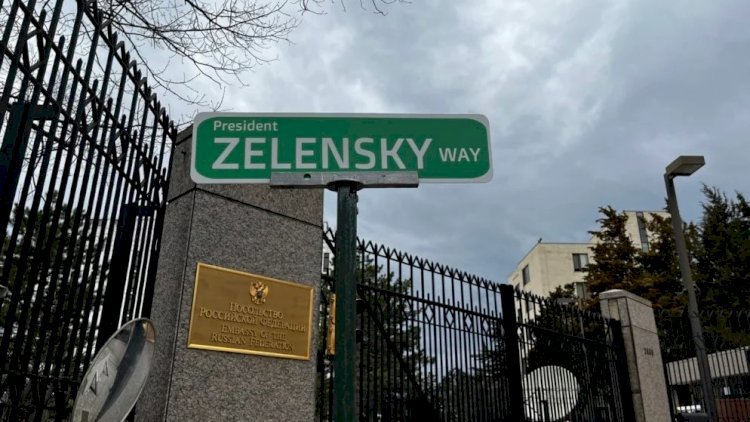 President
ZELENSKY WAY
ПОСОЛЬСТВО
РОССИЙСКОЙ ФЕДЕРАЦИИ
EMBASSY OF THE
RUSSIAN FEDERATION